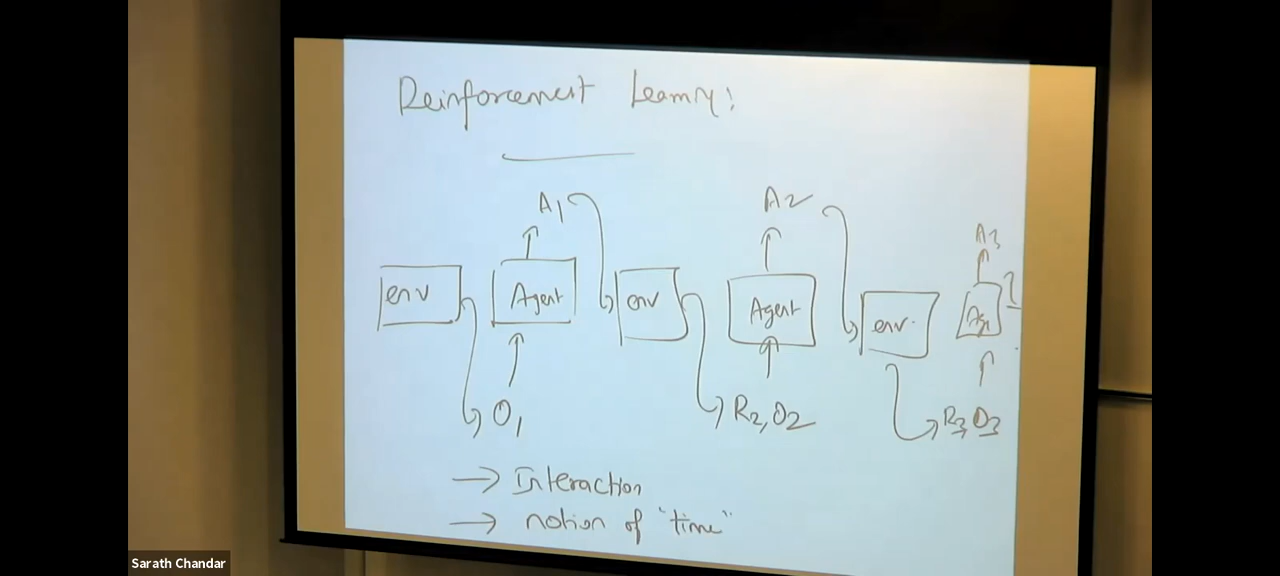 Reinforcement Learning:
A1
A2
A3
env
Agent
env
Agent
env.
Ag
O1
R2, O2
R3, O3
→ Interaction
→ notion of "time"
Sarath Chandar